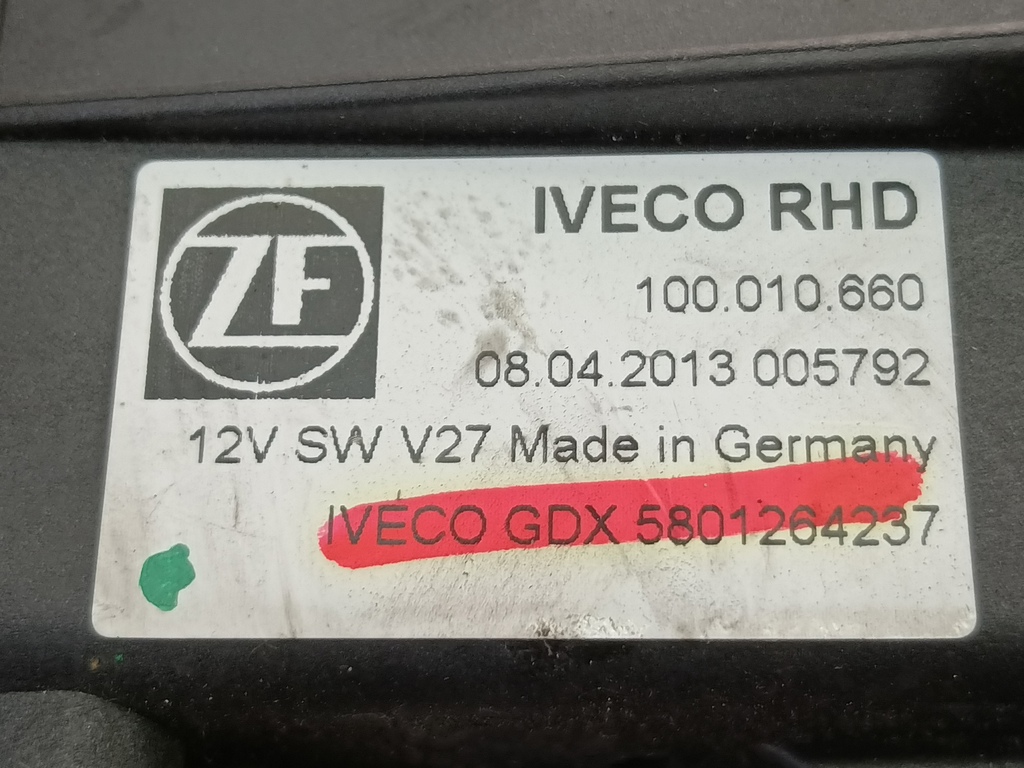 ZF
IVECO RHD
100.010.660
08.04.2013 005792
12V SW V27 Made in Germany
IVECO GDX 5801264237